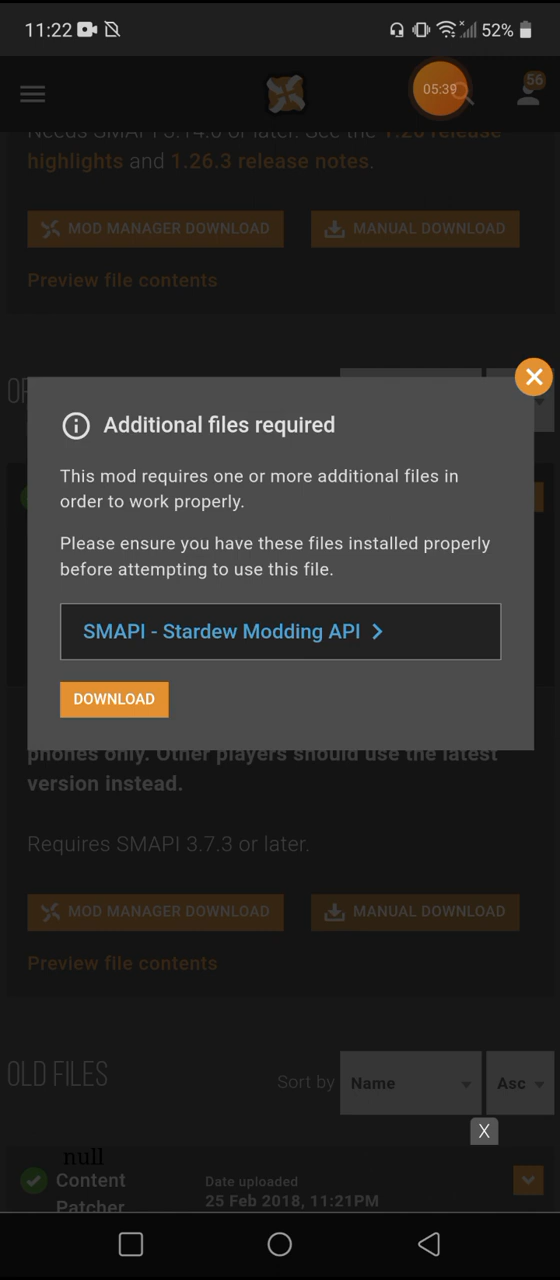 11:22
52%
56
05:39
Needs SMAPI 3.14.0 or later. See the 1.26 release
highlights and 1.26.3 release notes.
MOD MANAGER DOWNLOAD
MANUAL DOWNLOAD
Preview file contents
Additional files required
This mod requires one or more additional files in
order to work properly.
Please ensure you have these files installed properly
before attempting to use this file.
SMAPI - Stardew Modding API
DOWNLOAD
phones only. Other players should use the latest
version instead.
Requires SMAPI 3.7.3 or later.
MOD MANAGER DOWNLOAD
MANUAL DOWNLOAD
Preview file contents
OLD FILES
Sort by
Name
Asc
X
null
Content
Patcher
Date uploaded
25 Feb 2018, 11:21PM